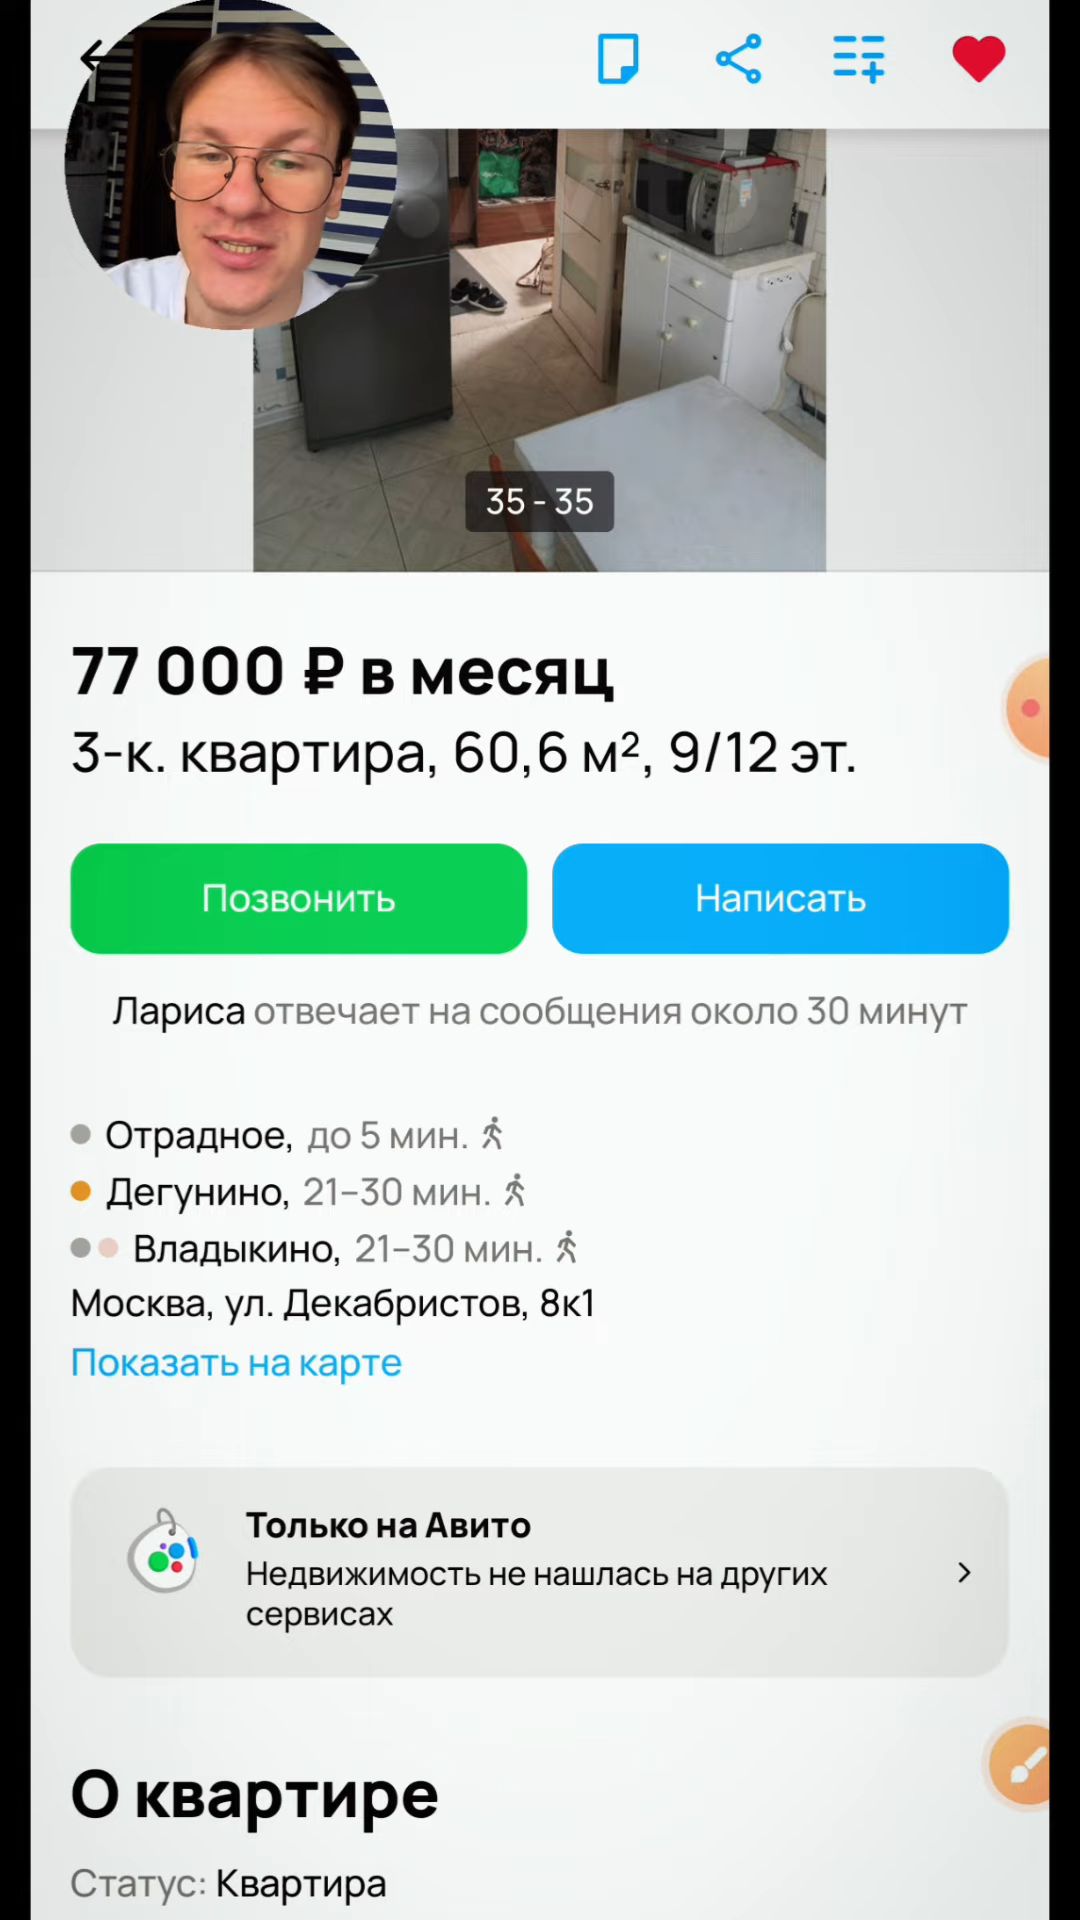 35 - 35
77 000 ₽ в месяц
3-к. квартира, 60,6 м², 9/12 эт.
Позвонить
Написать
Лариса отвечает на сообщения около 30 минут
Отрадное, до 5 мин.
Дегунино, 21–30 мин.
Владыкино, 21–30 мин.
Москва, ул. Декабристов, 8к1
Показать на карте
Только на Авито
Недвижимость не нашлась на других
сервисах
О квартире
Статус: Квартира